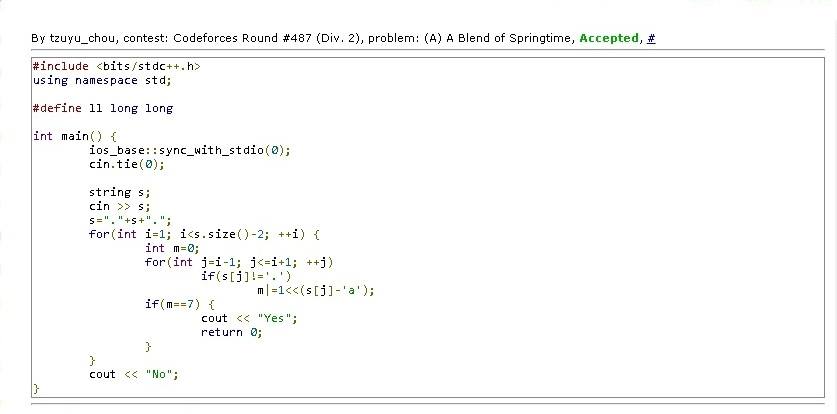 By tzuyu_chou, contest: Codeforces Round #487 (Div. 2), problem: (A) A Blend of Springtime, Accepted, #
#include <bits/stdc++.h>
using namespace std;
#define ll long long
int main() {
ios_base::sync_with_stdio(0);
cin.tie(0);
string s;
cin >> s;
s="."+s+".";
for(int i=1; i<s.size()-2; ++i) {
int m=0;
for(int j=i-1; j<=i+1; ++j)
if(s[j]!='.')
m|=1<<(s[j]-'a');
if(m==7) {
cout << "Yes";
return 0;
}
}
cout << "No";
}